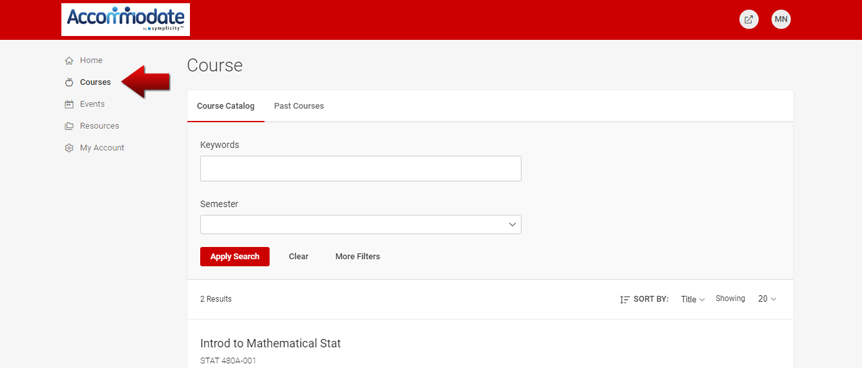 Accommodate
by symplicity™
MN
Home
Courses
Events
Resources
My Account
Course
Course Catalog Past Courses
Keywords
Semester
Apply Search Clear More Filters
2 Results SORT BY: Title Showing 20
Introd to Mathematical Stat
STAT 480A-001